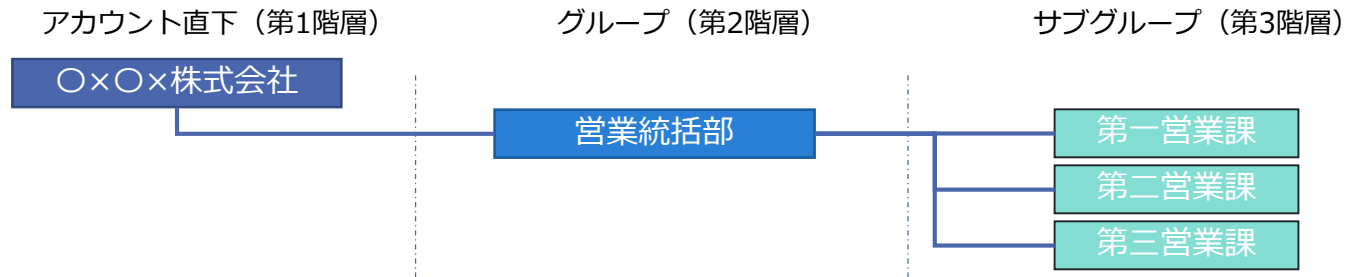 アカウント直下（第1階層）
グループ（第2階層）
サブグループ（第3階層）
〇×〇×株式会社
営業統括部
第一営業課
第二営業課
第三営業課